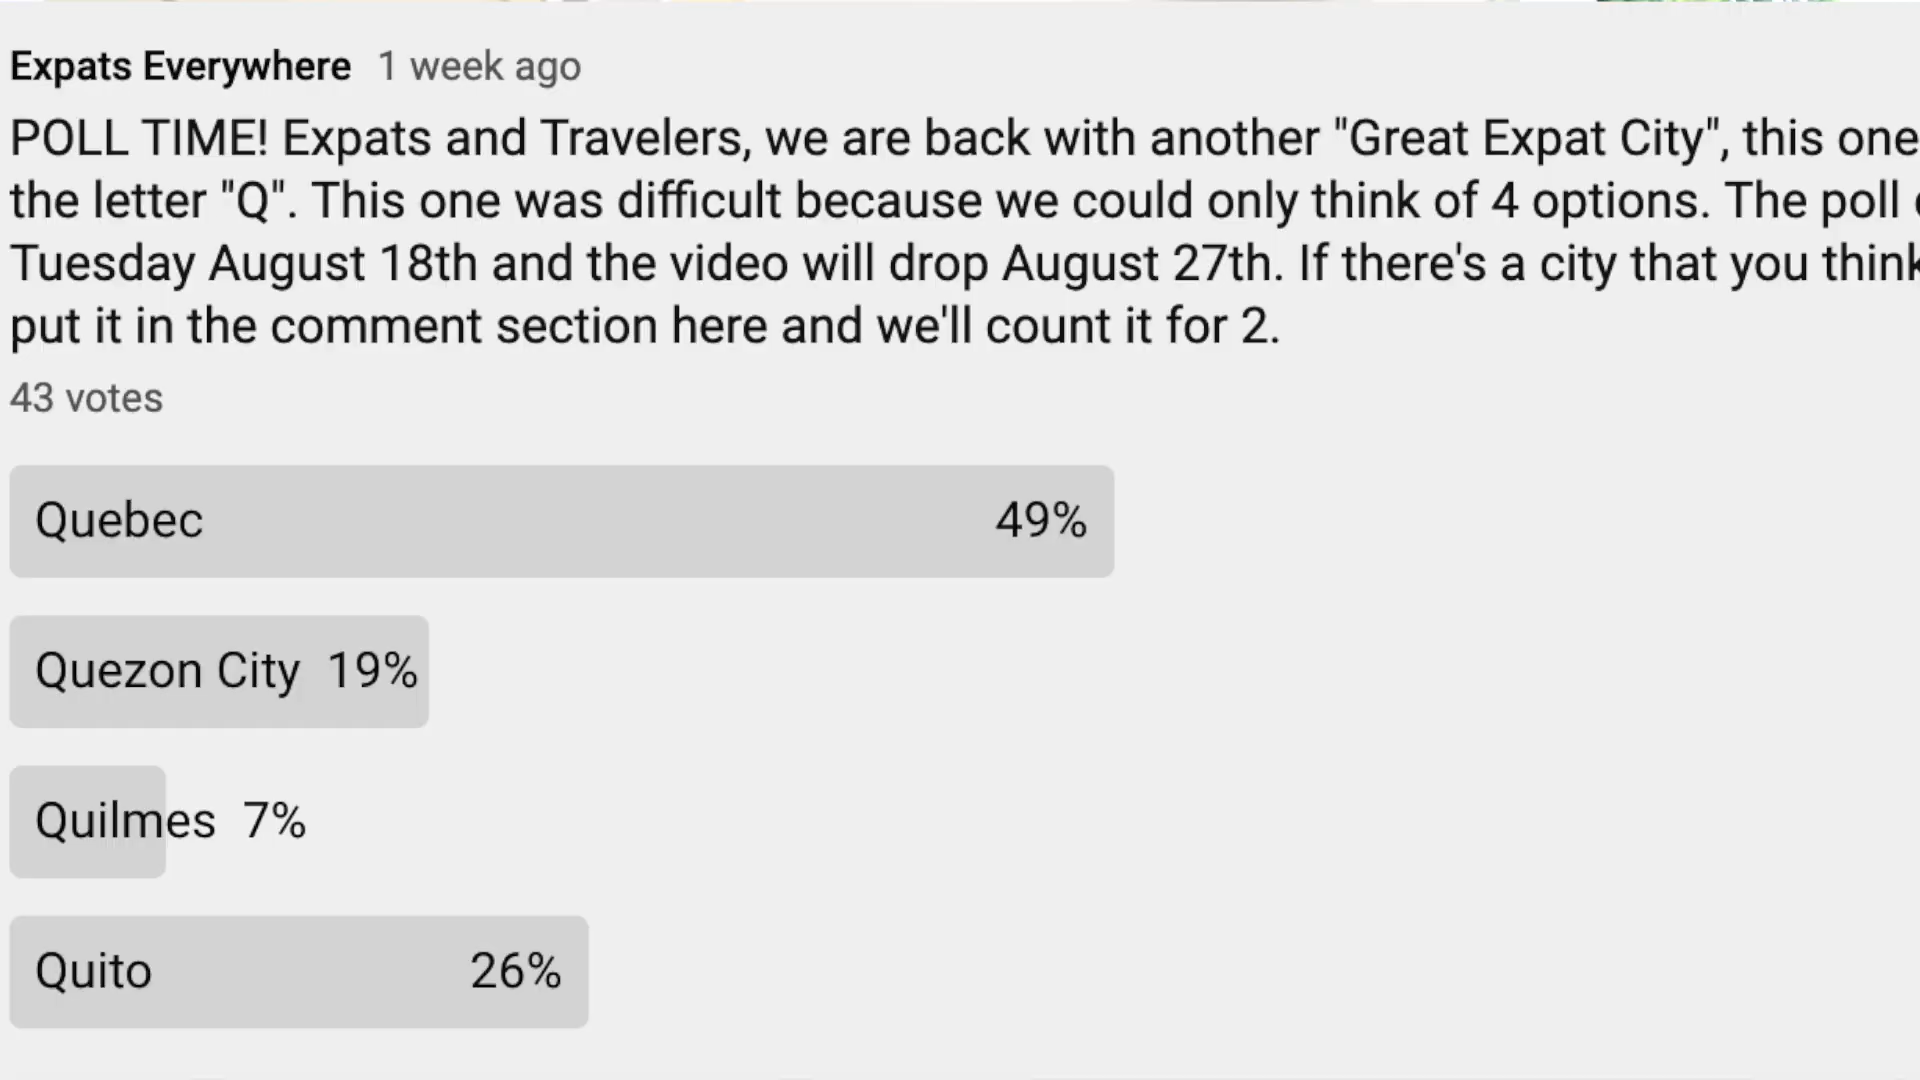 Expats Everywhere 1 week ago
POLL TIME! Expats and Travelers, we are back with another "Great Expat City", this one
the letter "Q". This one was difficult because we could only think of 4 options. The poll
Tuesday August 18th and the video will drop August 27th. If there's a city that you think
put it in the comment section here and we'll count it for 2.
43 votes
Quebec 49%
Quezon City 19%
Quilmes 7%
Quito 26%